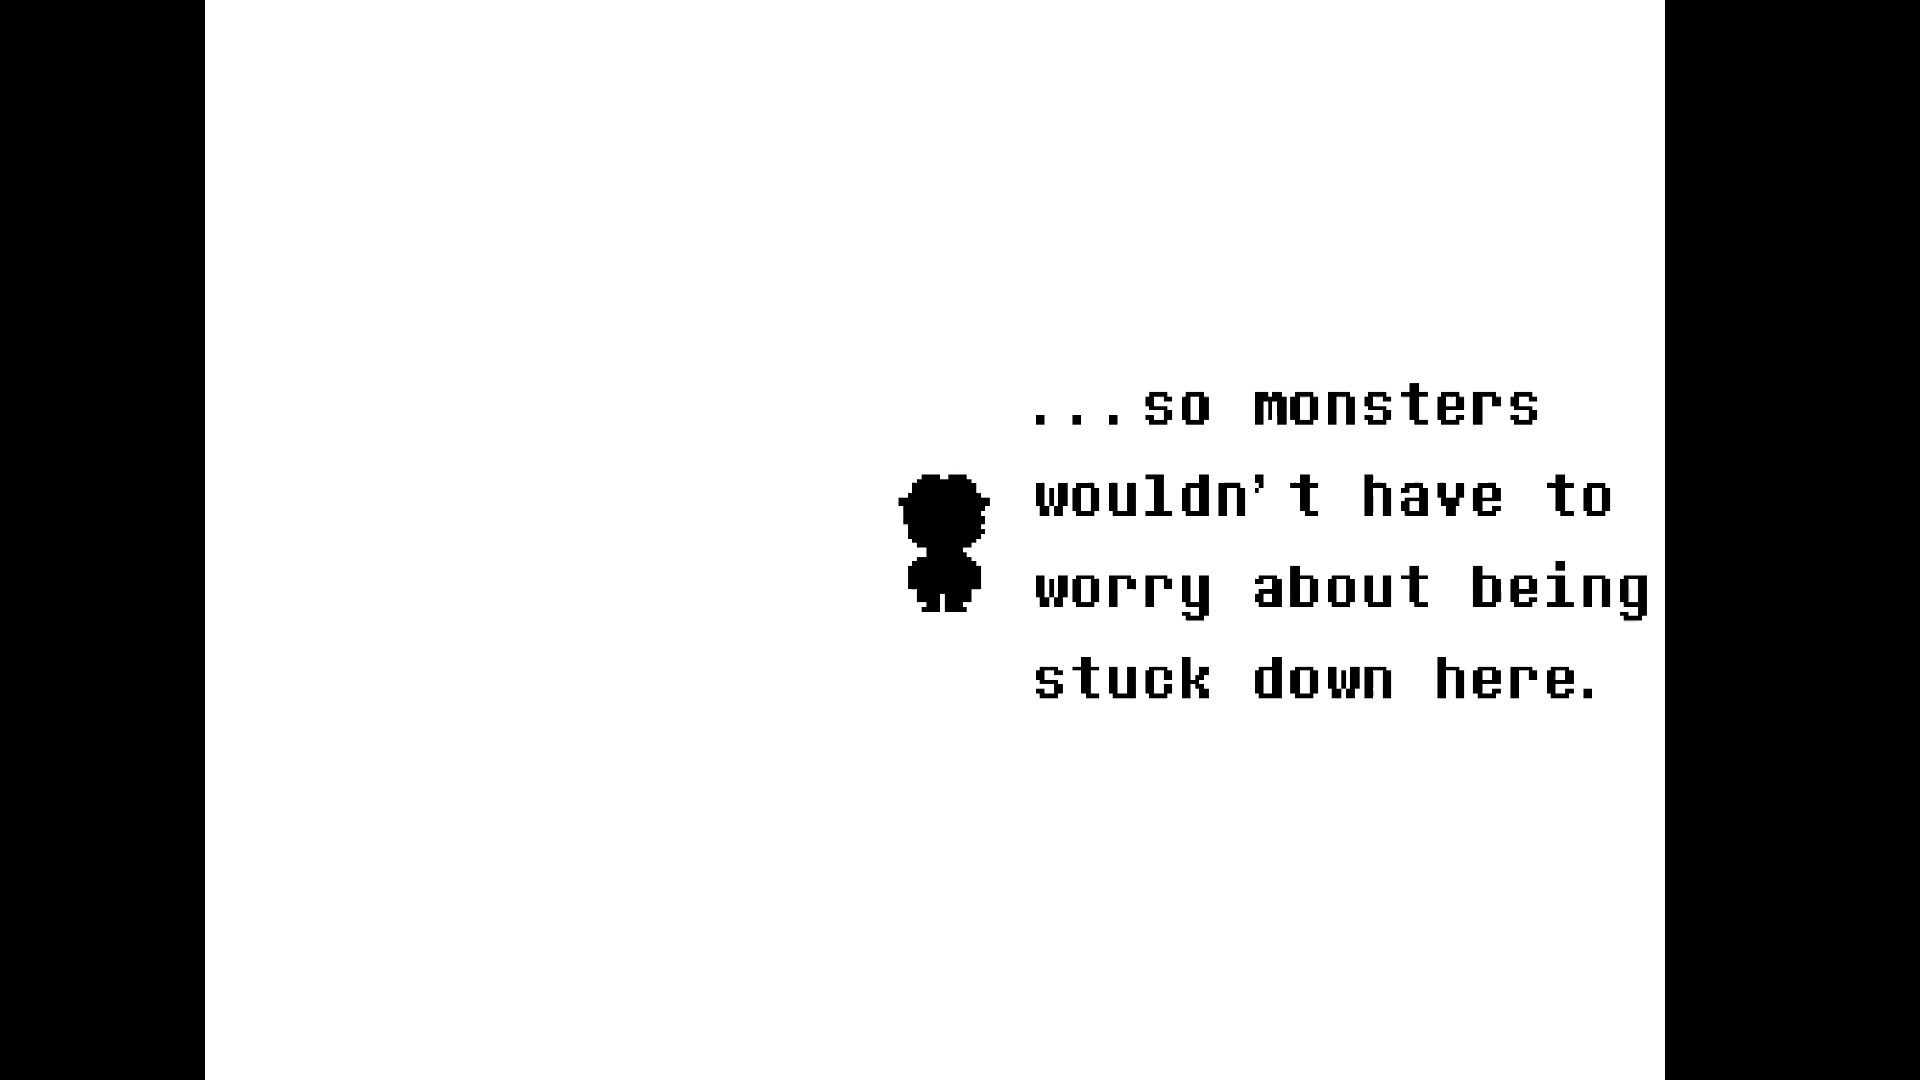 ...so monsters
wouldn't have to
worry about being
stuck down here.